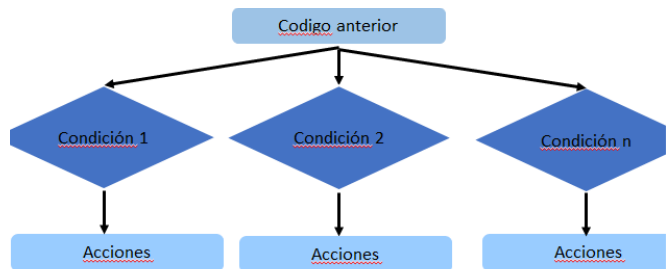 Codigo anterior
Condición 1
Condición 2
Condición n
Acciones
Acciones
Acciones